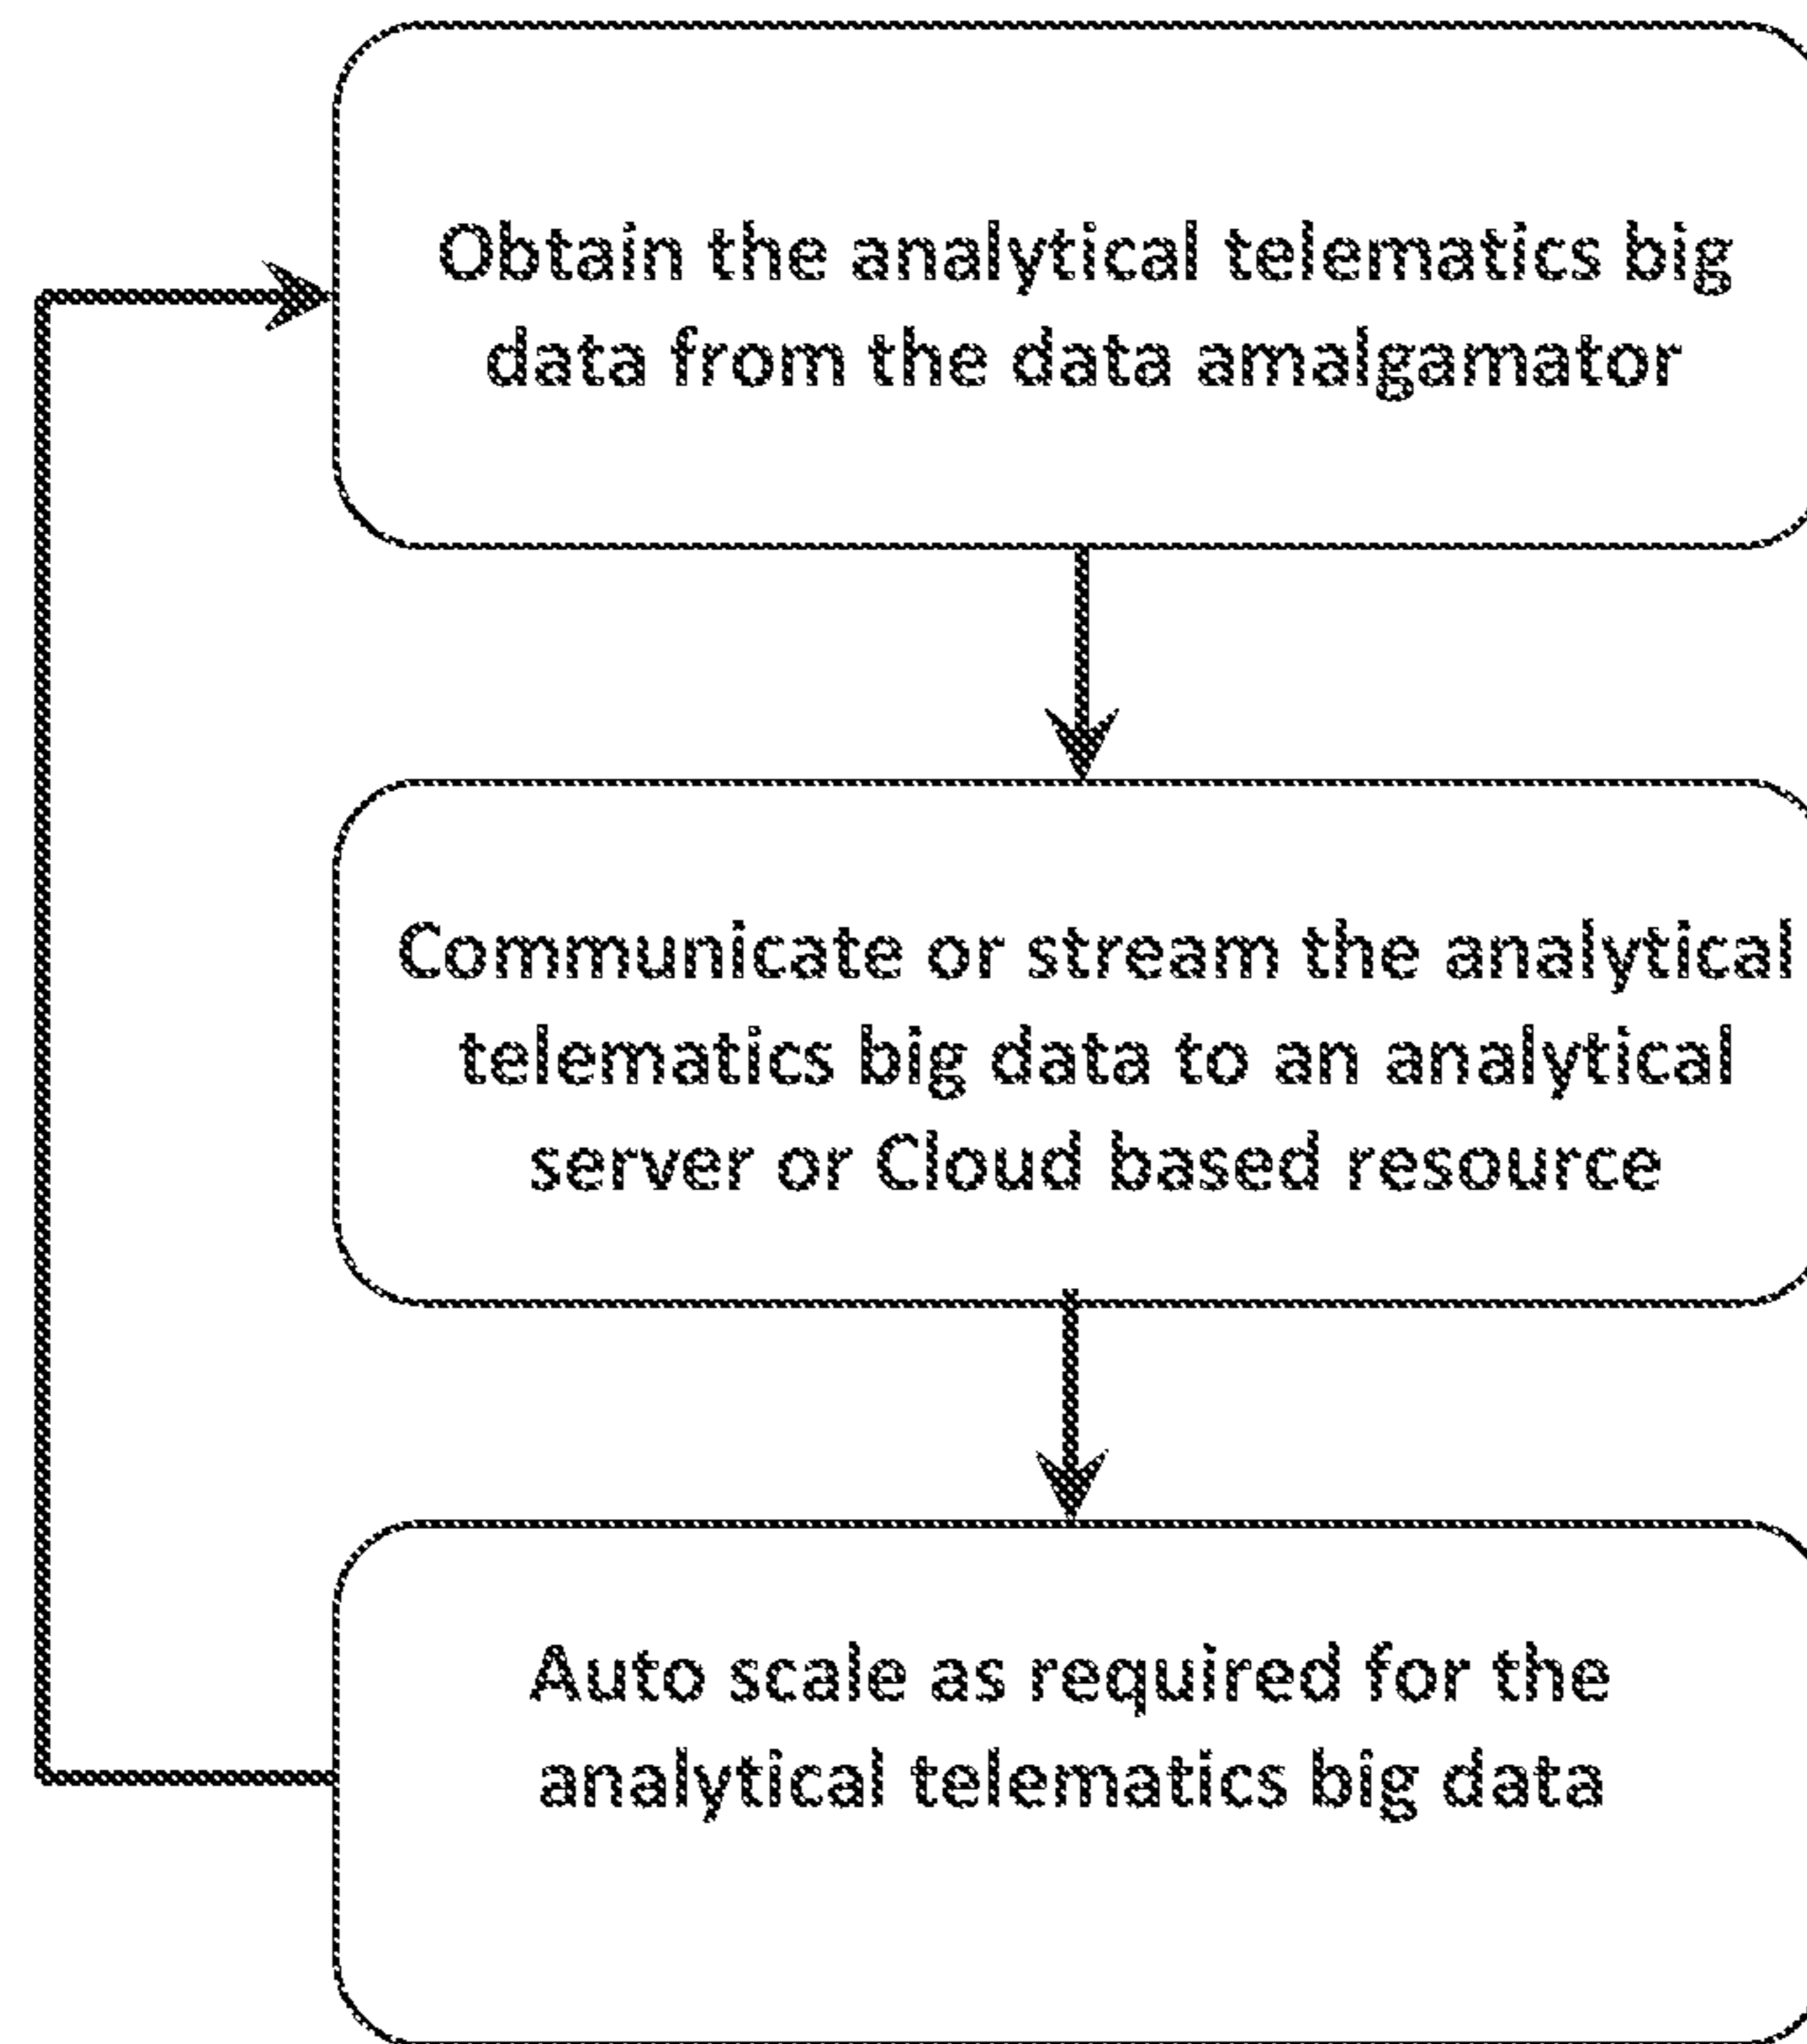 Obtain the analytical telematics big
data from the data amalgamator
Communicate or stream the analytical
telematics big data to an analytical
server or Cloud based resource
Auto scale as required for the
analytical telematics big data